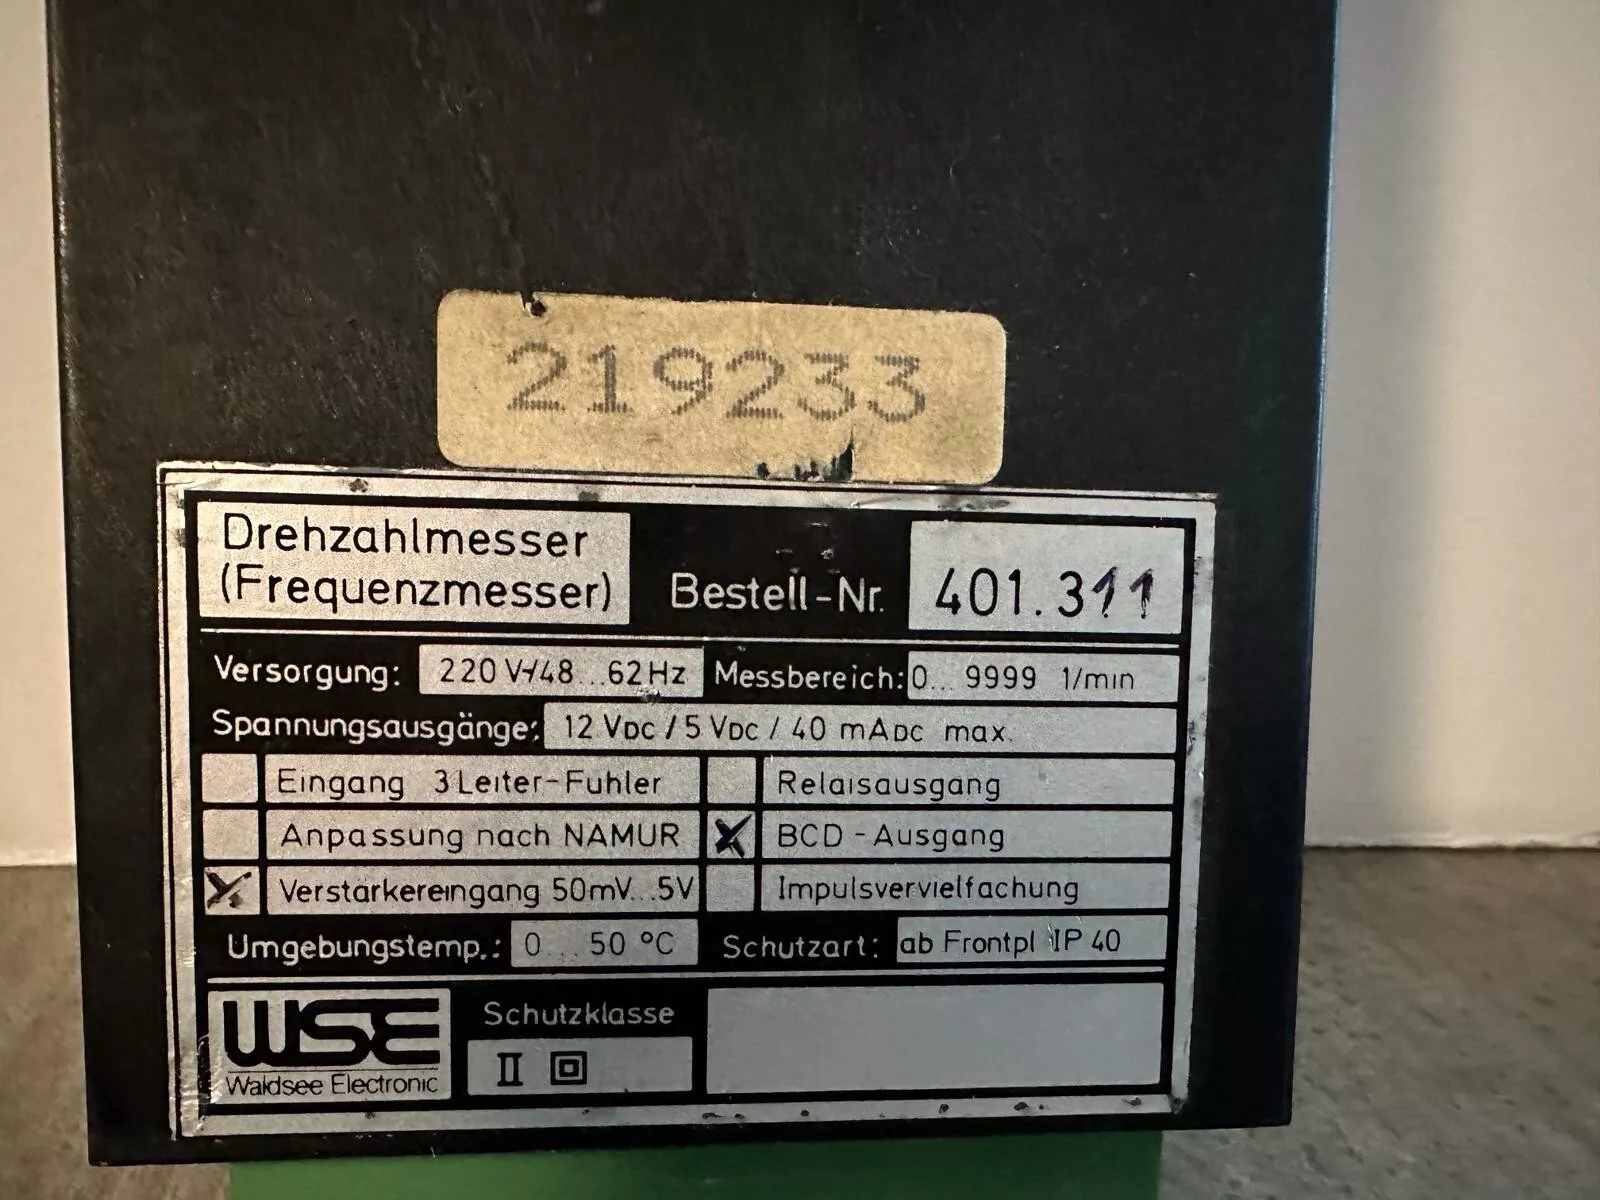 219233
Drehzahlmesser
(Frequenzmesser)
Bestell-Nr. 401.311
Versorgung: 220 V~/48...62 Hz Messbereich: 0... 9999 1/min
Spannungsausgänge: 12 VDC / 5 VDC / 40 mADC max.
Eingang 3 Leiter-Fühler Relaisausgang
Anpassung nach NAMUR X BCD - Ausgang
X Verstärkereingang 50mV...5V Impulsvervielfachung
Umgebungstemp.: 0 ... 50 °C Schutzart: ab Frontpl IP 40
WSE
Waldsee Electronic
Schutzklasse
II